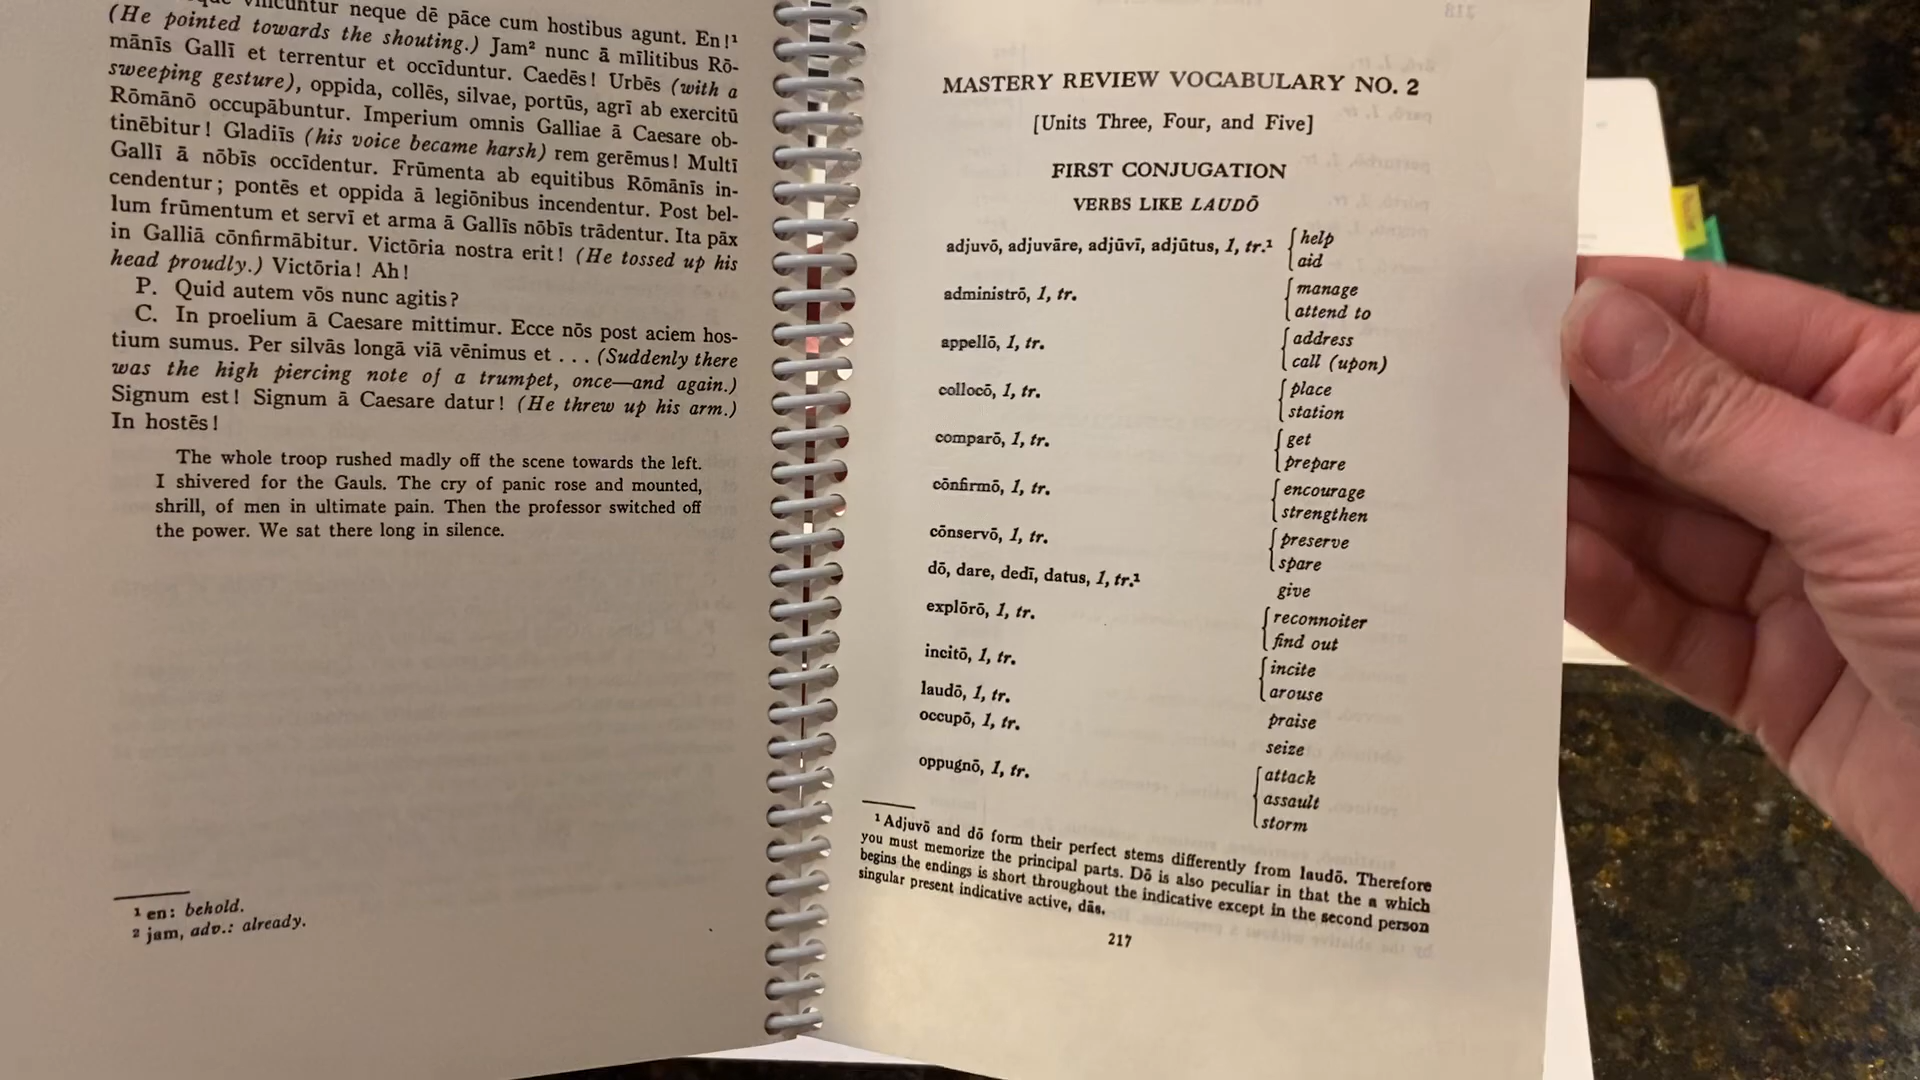 vincuntur neque dē pāce cum hostibus agunt. En!¹
(He pointed towards the shouting.) Jam² nunc ā mīlitibus Rō-
mānīs Gallī et terrentur et occīduntur. Caedēs! Urbēs (with a
sweeping gesture), oppida, collēs, silvae, portūs, agrī ab exercitū
Rōmānō occupābuntur. Imperium omnis Galliae ā Caesare ob-
tinēbitur! Gladiīs (his voice became harsh) rem gerēmus! Multī
Gallī ā nōbīs occīdentur. Frūmenta ab equitibus Rōmānīs in-
cendentur; pontēs et oppida ā legiōnibus incendentur. Post bel-
lum frūmentum et servī et arma ā Gallīs nōbīs trādentur. Ita pāx
in Galliā cōnfirmābitur. Victōria nostra erit! (He tossed up his
head proudly.) Victōria! Ah!
P. Quid autem vōs nunc agitis?
C. In proelium ā Caesare mittimur. Ecce nōs post aciem hos-
tium sumus. Per silvās longā viā vēnimus et . . . (Suddenly there
was the high piercing note of a trumpet, once—and again.)
Signum est! Signum ā Caesare datur! (He threw up his arm.)
In hostēs!
The whole troop rushed madly off the scene towards the left.
I shivered for the Gauls. The cry of panic rose and mounted,
shrill, of men in ultimate pain. Then the professor switched off
the power. We sat there long in silence.
¹ en: behold.
² jam, adv.: already.
MASTERY REVIEW VOCABULARY NO. 2
[Units Three, Four, and Five]
FIRST CONJUGATION
VERBS LIKE LAUDŌ
adjuvō, adjuvāre, adjūvī, adjūtus, 1, tr.¹ help
aid
administrō, 1, tr. manage
attend to
appellō, 1, tr. address
call (upon)
collocō, 1, tr. place
station
comparō, 1, tr. get
prepare
cōnfirmō, 1, tr. encourage
strengthen
cōnservō, 1, tr. preserve
spare
dō, dare, dedī, datus, 1, tr.¹ give
explōrō, 1, tr. reconnoiter
find out
incitō, 1, tr. incite
arouse
laudō, 1, tr. praise
occupō, 1, tr. seize
oppugnō, 1, tr. attack
assault
storm
¹ Adjuvō and dō form their perfect stems differently from laudō. Therefore
you must memorize the principal parts. Dō is also peculiar in that the a which
begins the endings is short throughout the indicative except in the second person
singular present indicative active, dās.
217